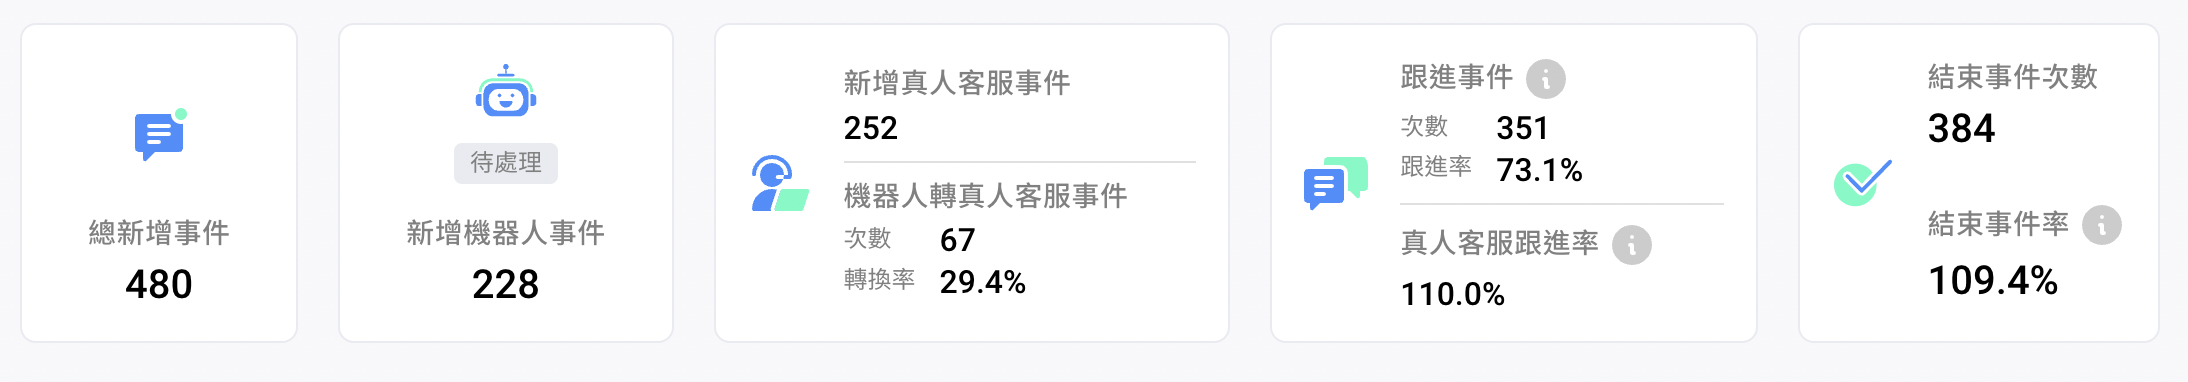 總新增事件
480
待處理
新增機器人事件
228
新增真人客服事件
252
機器人轉真人客服事件
次數 67
轉換率 29.4%
跟進事件
次數 351
跟進率 73.1%
真人客服跟進率
110.0%
結束事件次數
384
結束事件率
109.4%